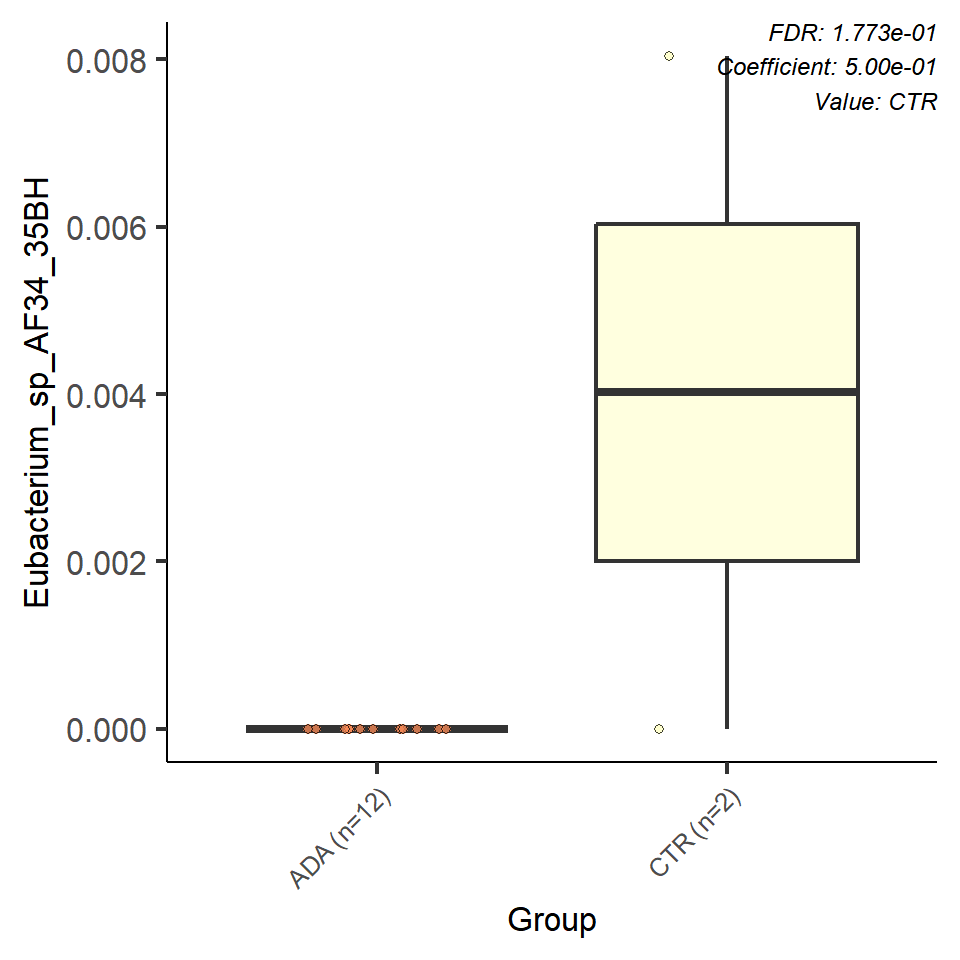 FDR: 1.773e-01
Coefficient: 5.00e-01
Value: CTR
Eubacterium_sp_AF34_35BH
0.008
0.006
0.004
0.002
0.000
ADA (n=12)
CTR (n=2)
Group